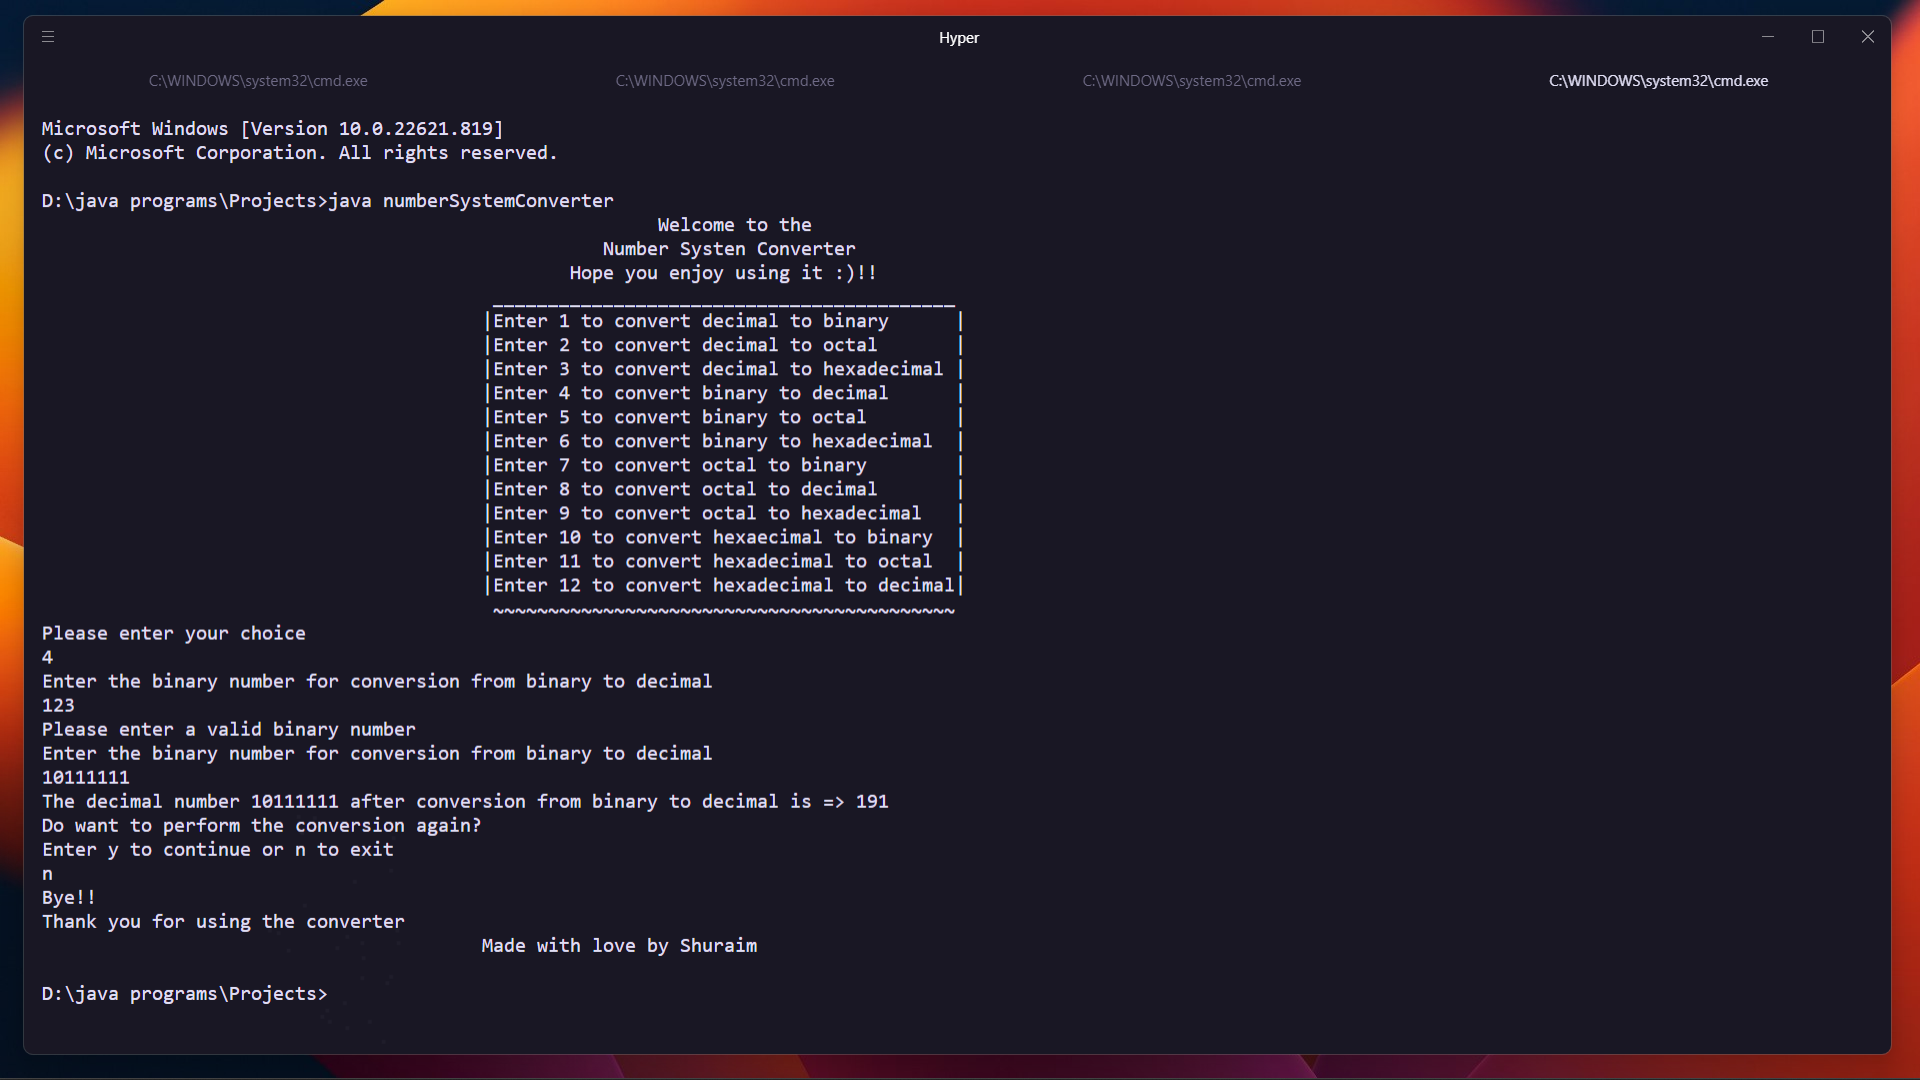 Hyper
C:\WINDOWS\system32\cmd.exe C:\WINDOWS\system32\cmd.exe C:\WINDOWS\system32\cmd.exe C:\WINDOWS\system32\cmd.exe
Microsoft Windows [Version 10.0.22621.819]
(c) Microsoft Corporation. All rights reserved.
D:\java programs\Projects>java numberSystemConverter
Welcome to the
Number Systen Converter
Hope you enjoy using it :)!!
__________________________________________
|Enter 1 to convert decimal to binary      |
|Enter 2 to convert decimal to octal       |
|Enter 3 to convert decimal to hexadecimal |
|Enter 4 to convert binary to decimal      |
|Enter 5 to convert binary to octal        |
|Enter 6 to convert binary to hexadecimal  |
|Enter 7 to convert octal to binary        |
|Enter 8 to convert octal to decimal       |
|Enter 9 to convert octal to hexadecimal   |
|Enter 10 to convert hexaecimal to binary  |
|Enter 11 to convert hexadecimal to octal  |
|Enter 12 to convert hexadecimal to decimal|
~~~~~~~~~~~~~~~~~~~~~~~~~~~~~~~~~~~~~~~~~~
Please enter your choice
4
Enter the binary number for conversion from binary to decimal
123
Please enter a valid binary number
Enter the binary number for conversion from binary to decimal
10111111
The decimal number 10111111 after conversion from binary to decimal is => 191
Do want to perform the conversion again?
Enter y to continue or n to exit
n
Bye!!
Thank you for using the converter
Made with love by Shuraim
D:\java programs\Projects>